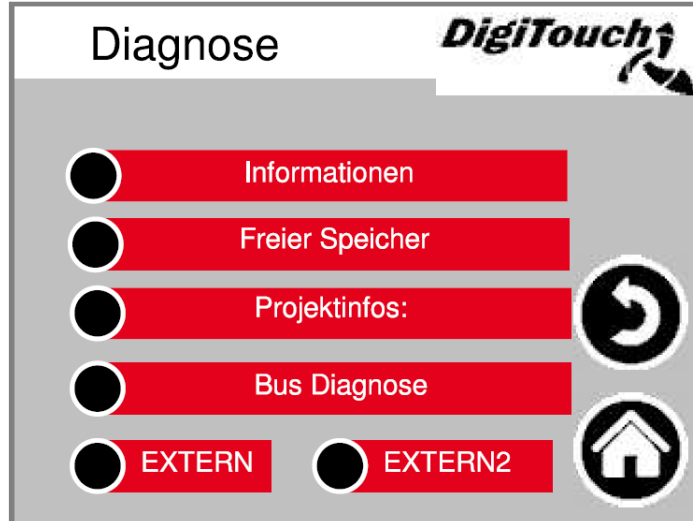 Diagnose
DigiTouch
Informationen
Freier Speicher
Projektinfos:
Bus Diagnose
EXTERN
EXTERN2